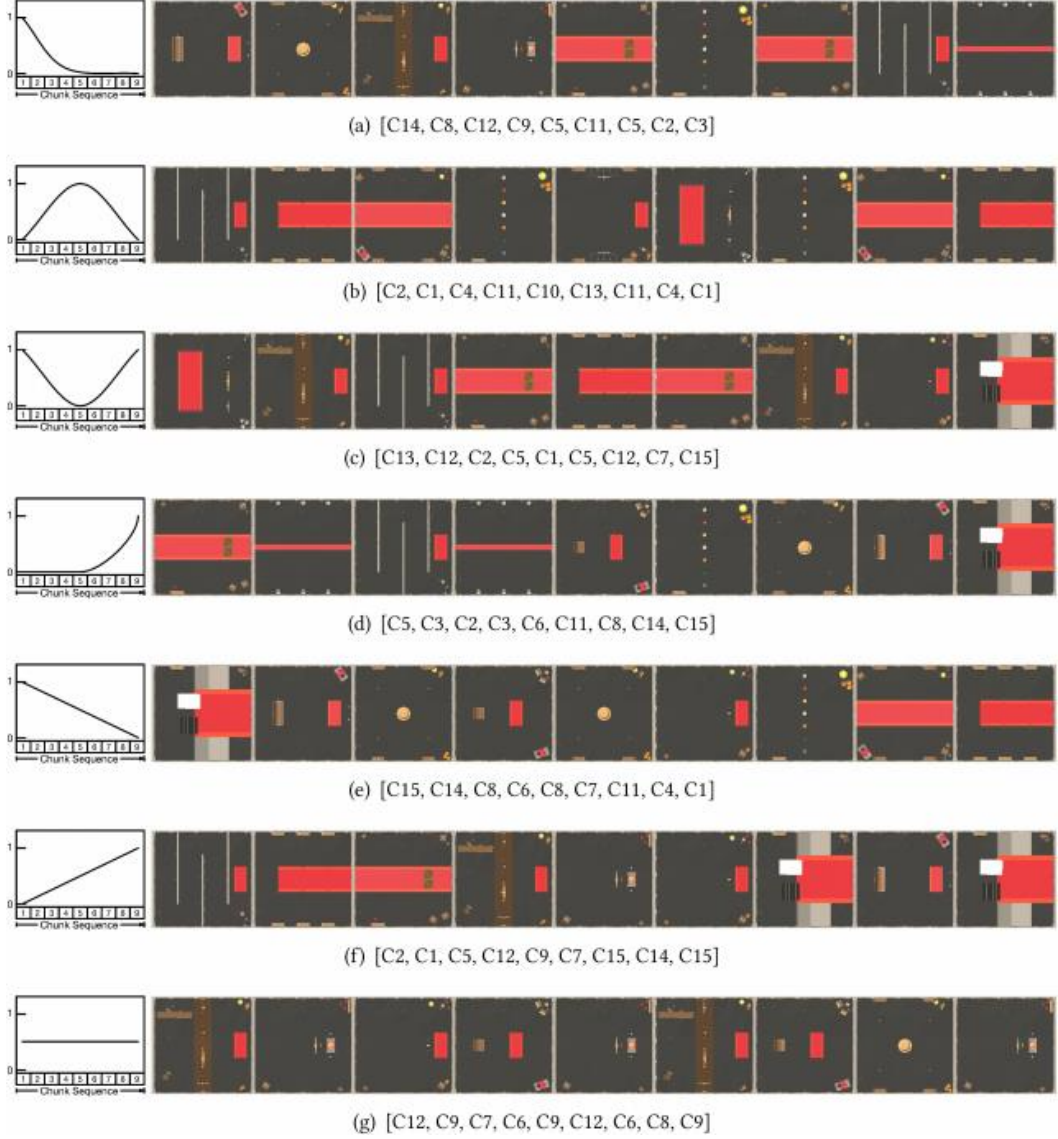 1
0
1 2 3 4 5 6 7 8 9
Chunk Sequence
(a) [C14, C8, C12, C9, C5, C11, C5, C2, C3]
1
0
1 2 3 4 5 6 7 8 9
Chunk Sequence
(b) [C2, C1, C4, C11, C10, C13, C11, C4, C1]
1
0
1 2 3 4 5 6 7 8 9
Chunk Sequence
(c) [C13, C12, C2, C5, C1, C5, C12, C7, C15]
1
0
1 2 3 4 5 6 7 8 9
Chunk Sequence
(d) [C5, C3, C2, C3, C6, C11, C8, C14, C15]
1
0
1 2 3 4 5 6 7 8 9
Chunk Sequence
(e) [C15, C14, C8, C6, C8, C7, C11, C4, C1]
1
0
1 2 3 4 5 6 7 8 9
Chunk Sequence
(f) [C2, C1, C5, C12, C9, C7, C15, C14, C15]
1
0
1 2 3 4 5 6 7 8 9
Chunk Sequence
(g) [C12, C9, C7, C6, C9, C12, C6, C8, C9]